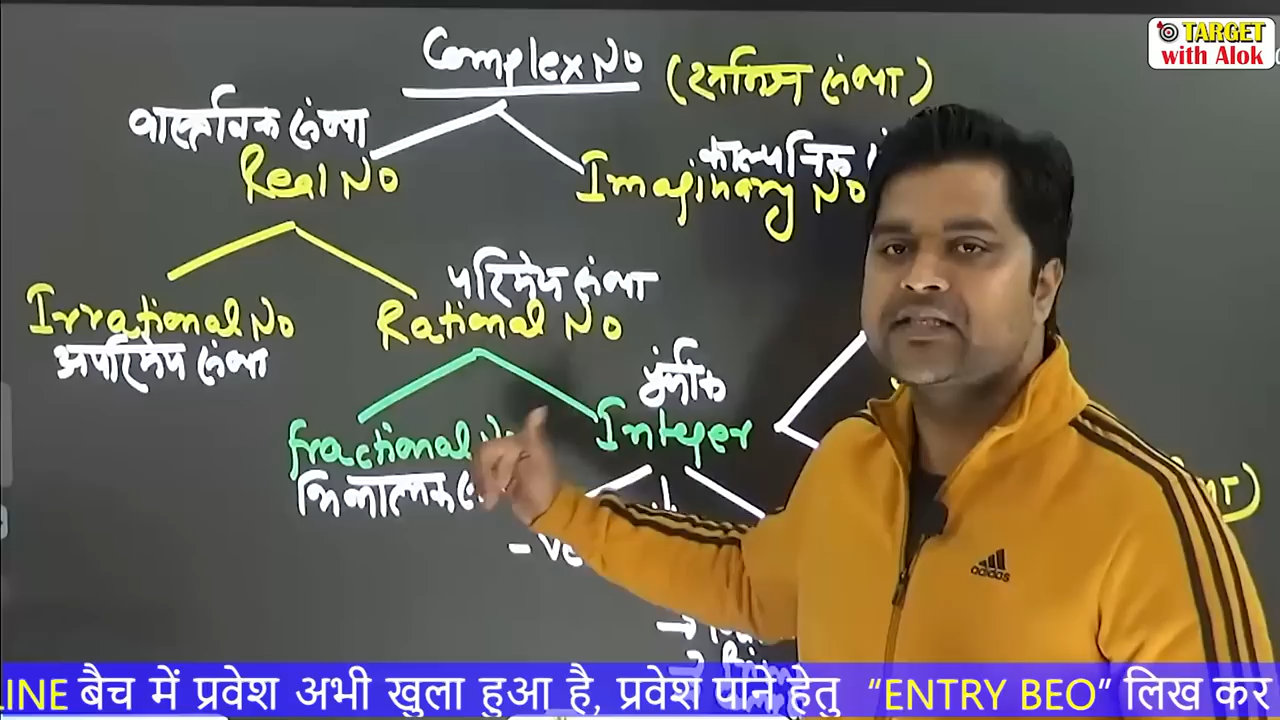 TARGET
with Alok
Complex No
वास्तविक संख्या
Real No
काल्पनिक
Imaginary No
परिमेय संख्या
Irrational No
Rational No
अपरिमेय संख्या
पूर्णांक
fractional
Integer
भिन्नात्मक
- ve
adidas
LINE बैच में प्रवेश अभी खुला हुआ है, प्रवेश पाने हेतु “ENTRY BEO” लिख कर